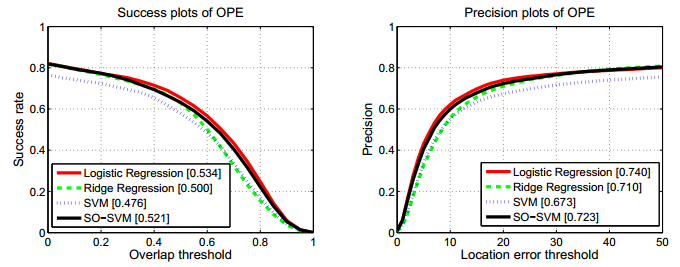 Success plots of OPE
Success rate
1
0.8
0.6
0.4
0.2
0
Logistic Regression [0.534]
Ridge Regression [0.500]
SVM [0.476]
SO−SVM [0.521]
0 0.2 0.4 0.6 0.8 1
Overlap threshold
Precision plots of OPE
Precision
1
0.8
0.6
0.4
0.2
0
Logistic Regression [0.740]
Ridge Regression [0.710]
SVM [0.673]
SO−SVM [0.723]
0 10 20 30 40 50
Location error threshold